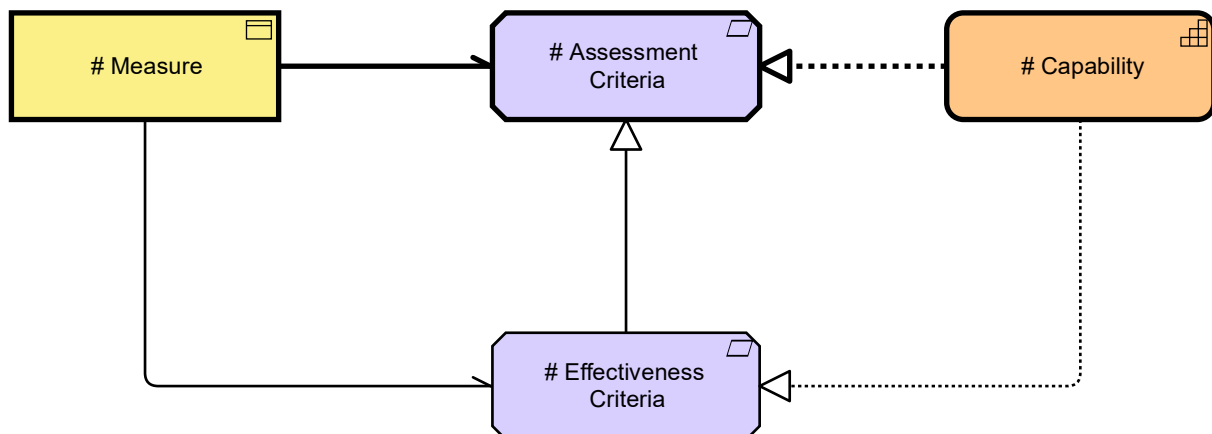 # Measure
# Assessment
Criteria
# Capability
# Effectiveness
Criteria